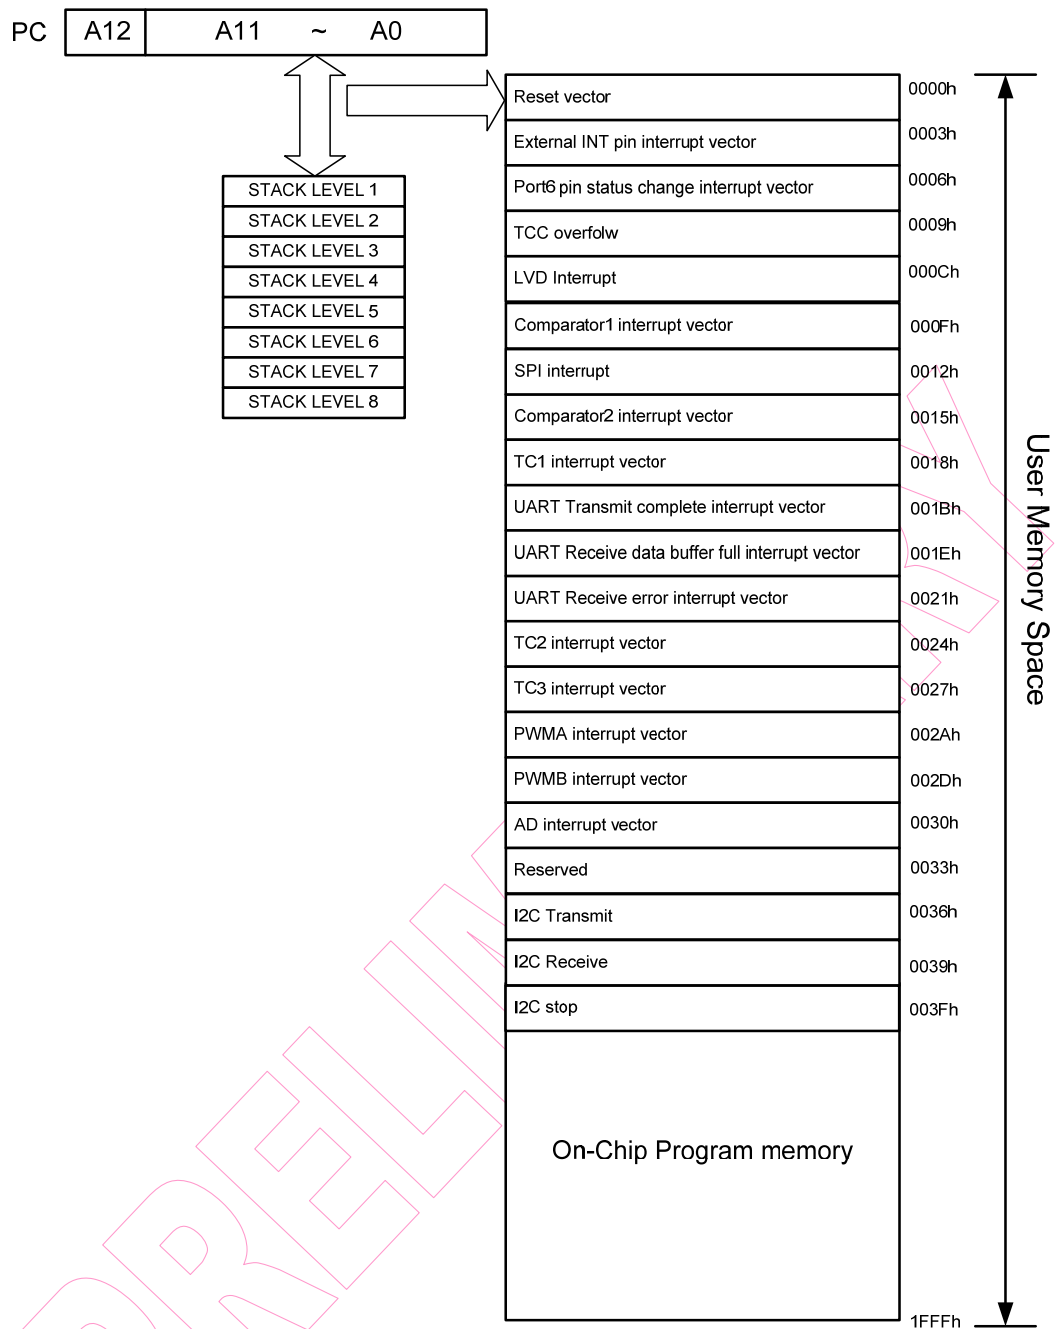 PC A12 A11 ~ A0
STACK LEVEL 1
STACK LEVEL 2
STACK LEVEL 3
STACK LEVEL 4
STACK LEVEL 5
STACK LEVEL 6
STACK LEVEL 7
STACK LEVEL 8
Reset vector 0000h
External INT pin interrupt vector 0003h
Port6 pin status change interrupt vector 0006h
TCC overfolw 0009h
LVD Interrupt 000Ch
Comparator1 interrupt vector 000Fh
SPI interrupt 0012h
Comparator2 interrupt vector 0015h
TC1 interrupt vector 0018h
UART Transmit complete interrupt vector 001Bh
UART Receive data buffer full interrupt vector 001Eh
UART Receive error interrupt vector 0021h
TC2 interrupt vector 0024h
TC3 interrupt vector 0027h
PWMA interrupt vector 002Ah
PWMB interrupt vector 002Dh
AD interrupt vector 0030h
Reserved 0033h
I2C Transmit 0036h
I2C Receive 0039h
I2C stop 003Fh
On-Chip Program memory
1FFFh
User Memory Space